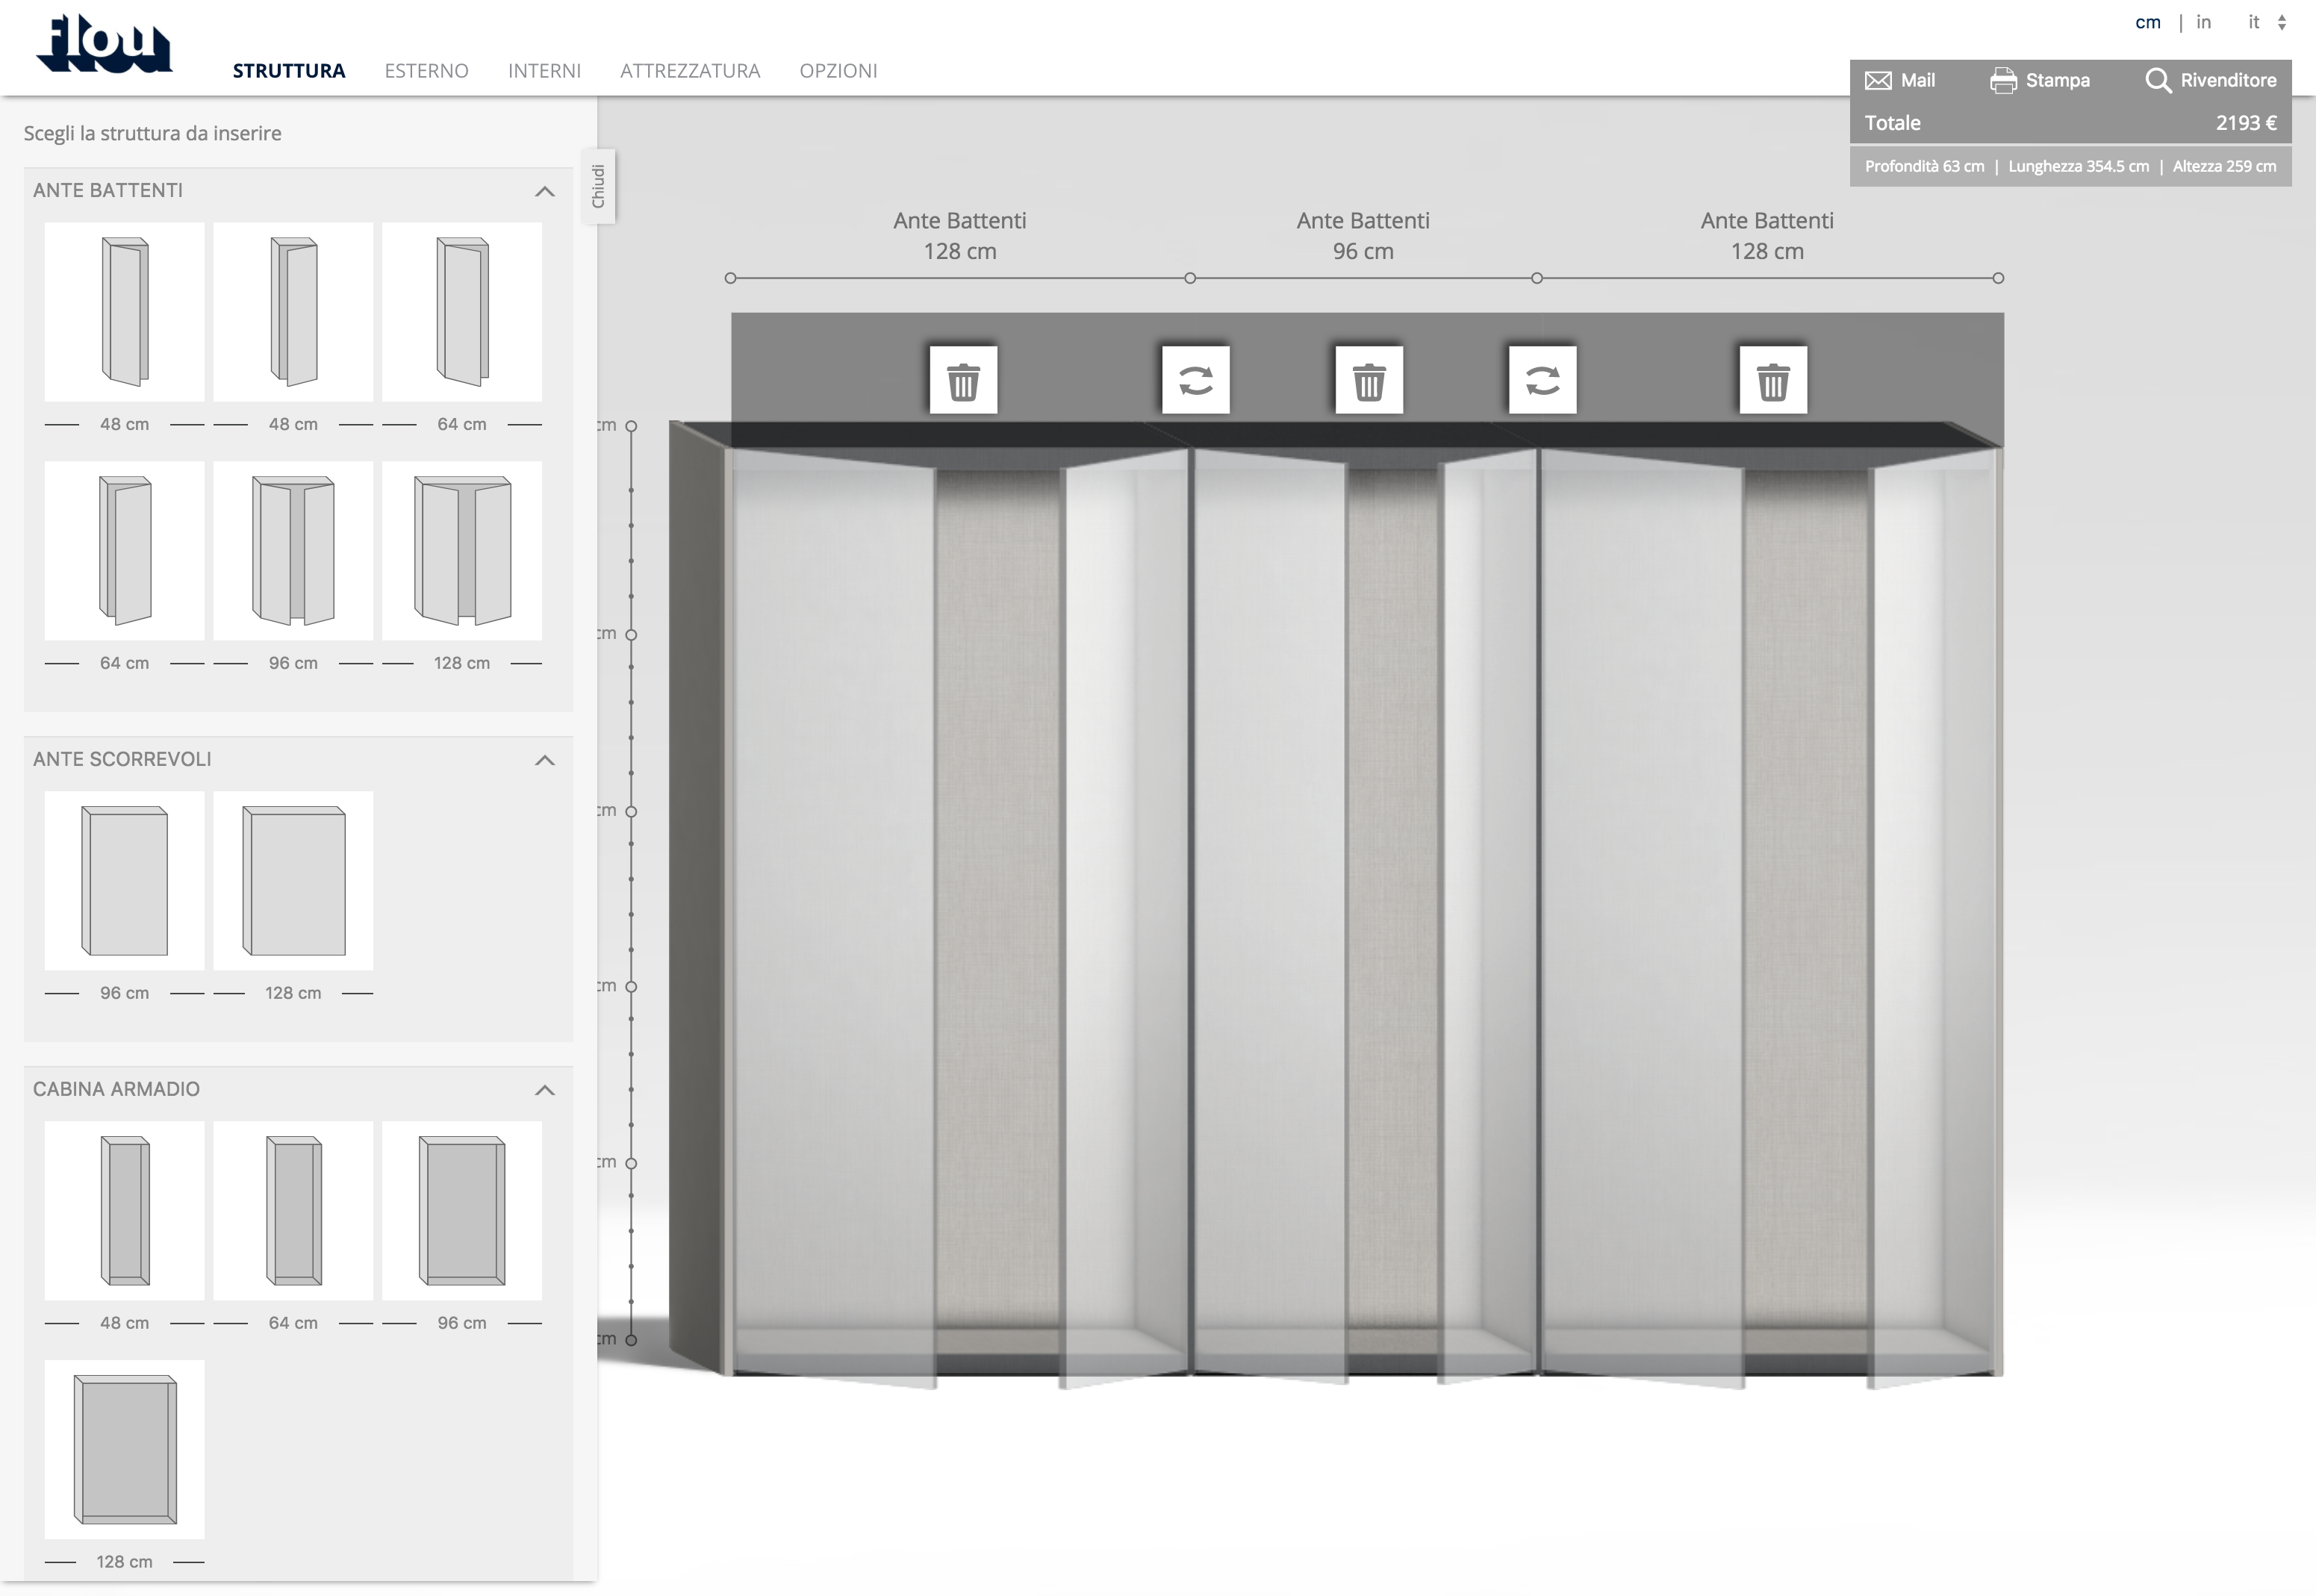 flou
STRUTTURA ESTERNO INTERNI ATTREZZATURA OPZIONI
cm | in it
Mail Stampa Rivenditore
Totale 2193 €
Profondità 63 cm | Lunghezza 354.5 cm | Altezza 259 cm
Scegli la struttura da inserire
Chiudi
ANTE BATTENTI
48 cm 48 cm 64 cm
64 cm 96 cm 128 cm
ANTE SCORREVOLI
96 cm 128 cm
CABINA ARMADIO
48 cm 64 cm 96 cm
128 cm
Ante Battenti Ante Battenti Ante Battenti
128 cm 96 cm 128 cm
cm
cm
cm
cm
cm
cm